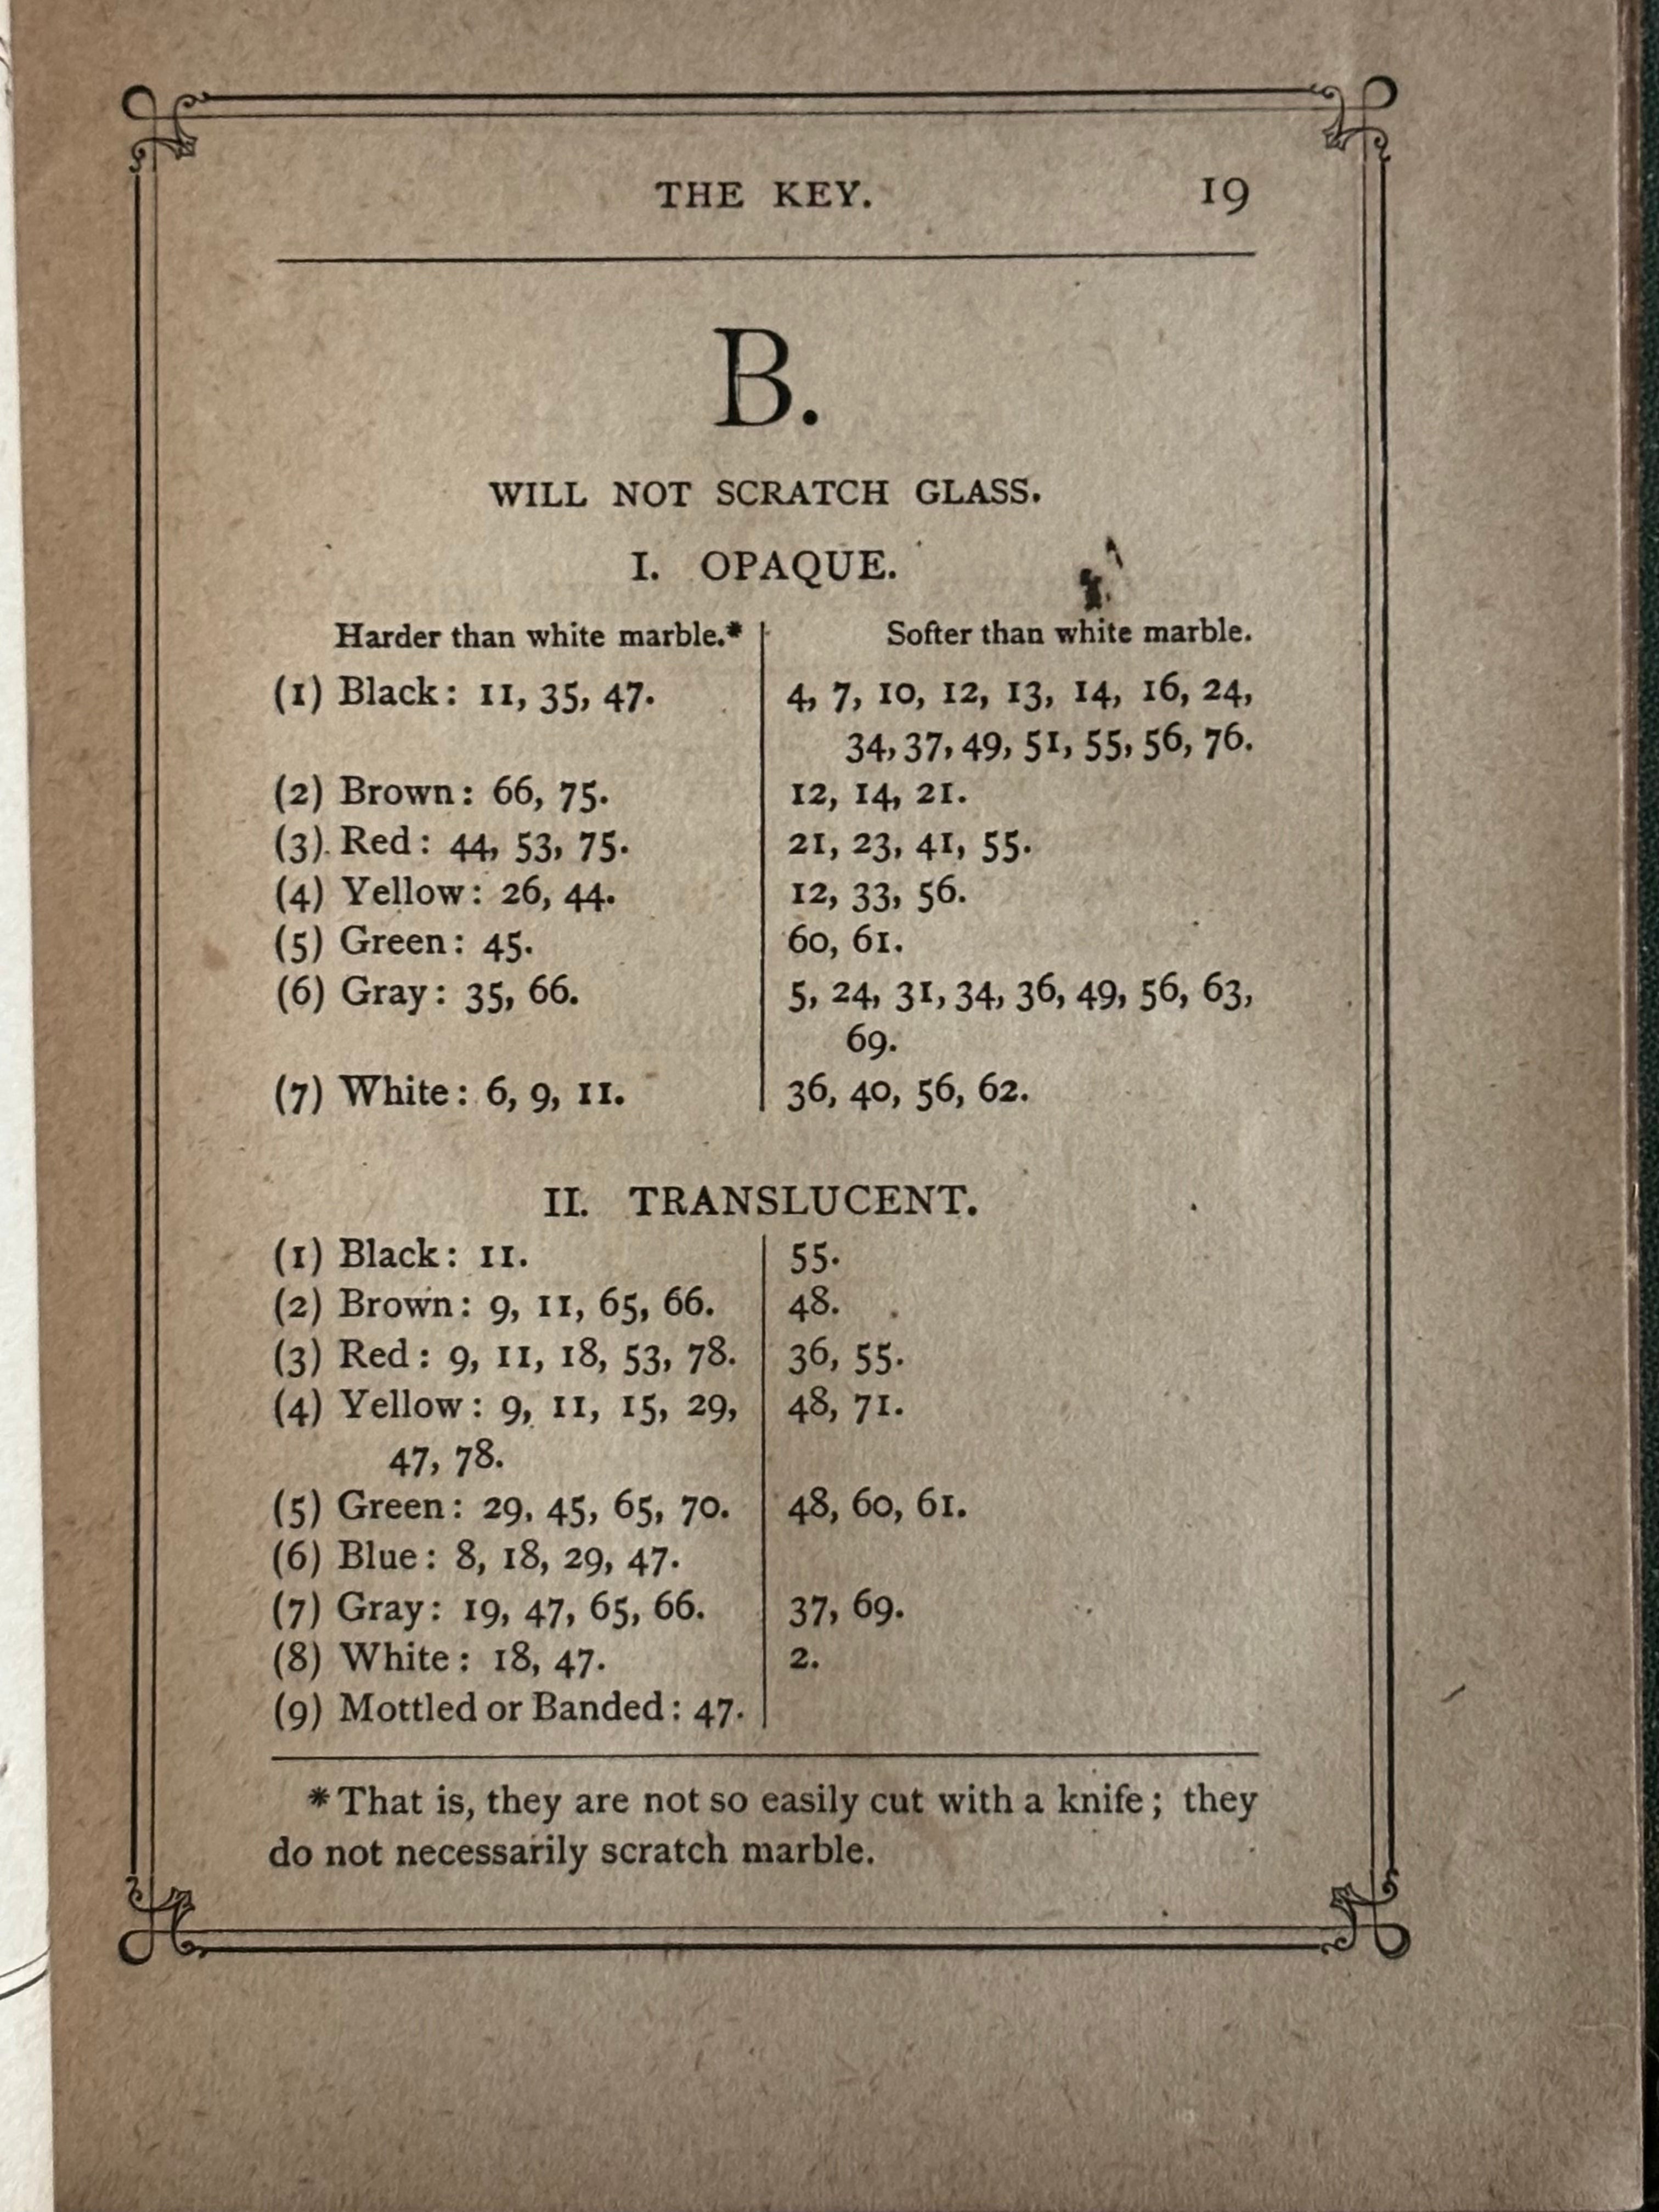 THE KEY. 19
B.
WILL NOT SCRATCH GLASS.
I. OPAQUE.
Harder than white marble.* Softer than white marble.
(1) Black: 11, 35, 47. 4, 7, 10, 12, 13, 14, 16, 24,
34, 37, 49, 51, 55, 56, 76.
(2) Brown: 66, 75. 12, 14, 21.
(3) Red: 44, 53, 75. 21, 23, 41, 55.
(4) Yellow: 26, 44. 12, 33, 56.
(5) Green: 45. 60, 61.
(6) Gray: 35, 66. 5, 24, 31, 34, 36, 49, 56, 63,
69.
(7) White: 6, 9, 11. 36, 40, 56, 62.
II. TRANSLUCENT.
(1) Black: 11. 55.
(2) Brown: 9, 11, 65, 66. 48.
(3) Red: 9, 11, 18, 53, 78. 36, 55.
(4) Yellow: 9, 11, 15, 29, 48, 71.
47, 78.
(5) Green: 29, 45, 65, 70. 48, 60, 61.
(6) Blue: 8, 18, 29, 47.
(7) Gray: 19, 47, 65, 66. 37, 69.
(8) White: 18, 47. 2.
(9) Mottled or Banded: 47.
*That is, they are not so easily cut with a knife; they
do not necessarily scratch marble.